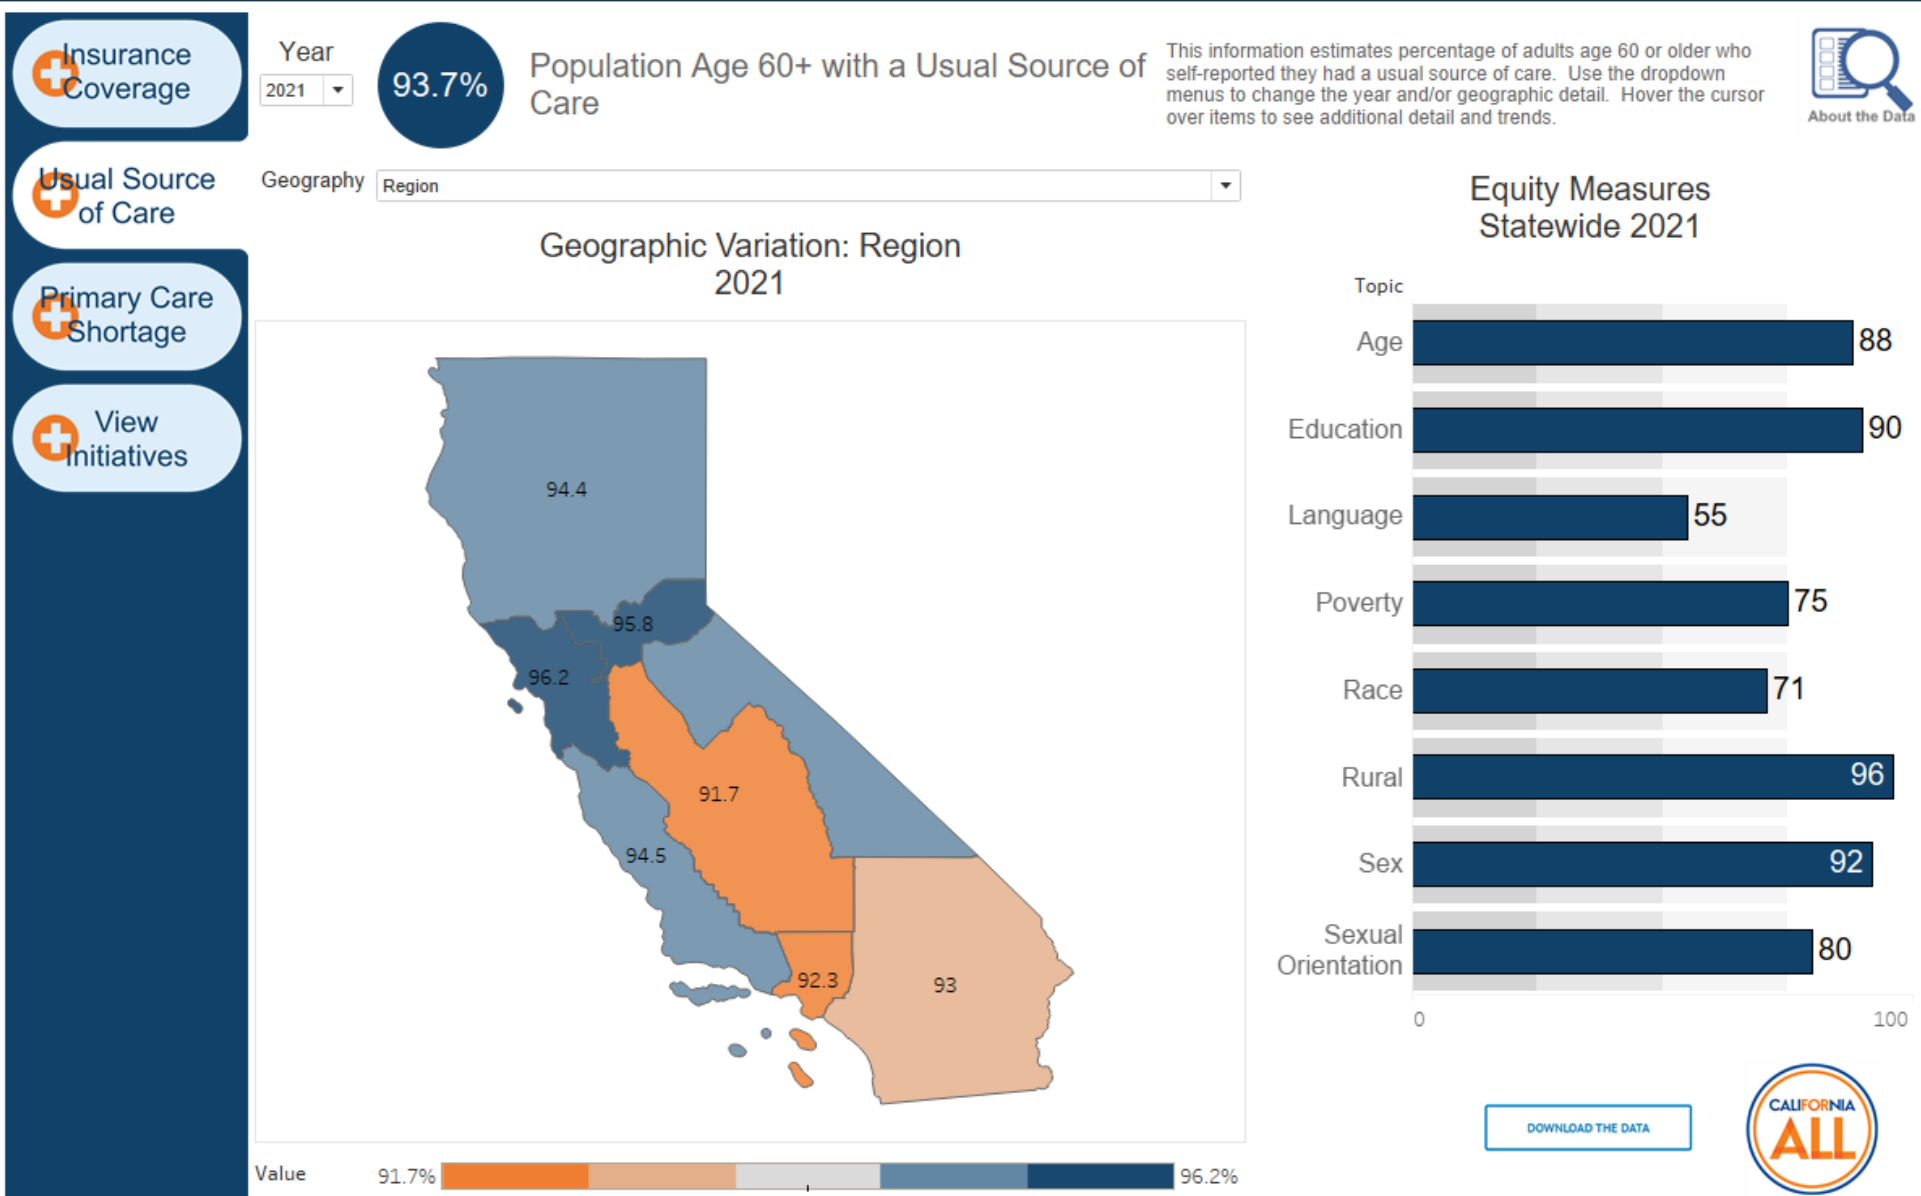 Insurance
Coverage
Usual Source
of Care
Primary Care
Shortage
View
Initiatives
Year
2021
93.7%
Population Age 60+ with a Usual Source of
Care
This information estimates percentage of adults age 60 or older who
self-reported they had a usual source of care.  Use the dropdown
menus to change the year and/or geographic detail.  Hover the cursor
over items to see additional detail and trends.
About the Data
Geography
Region
Geographic Variation: Region
2021
94.4
95.8
96.2
91.7
94.5
92.3
93
Value
91.7%
96.2%
Equity Measures
Statewide 2021
Topic
Age
88
Education
90
Language
55
Poverty
75
Race
71
Rural
96
Sex
92
Sexual
Orientation
80
0
100
DOWNLOAD THE DATA
CALIFORNIA
ALL